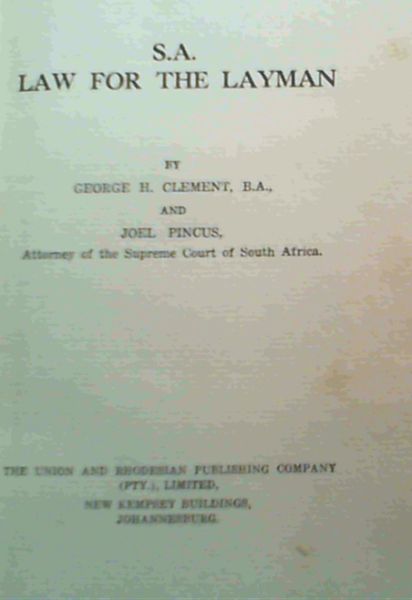 S.A.
LAW FOR THE LAYMAN
BY
GEORGE H. CLEMENT, B.A.,
AND
JOEL PINCUS,
Attorney of the Supreme Court of South Africa.
THE UNION AND RHODESIAN PUBLISHING COMPANY
(PTY.), LIMITED,
NEW KEMPSEY BUILDINGS,
JOHANNESBURG.